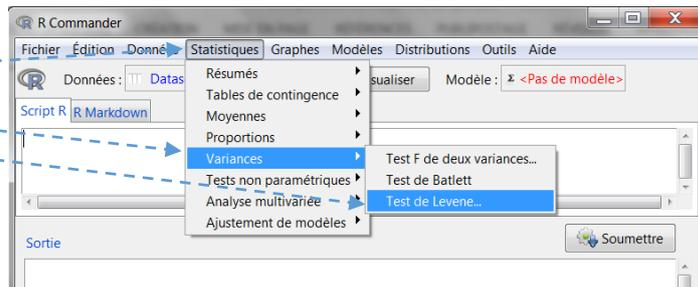 R Commander
Fichier Édition Données Statistiques Graphes Modèles Distributions Outils Aide
Données : Datas Résumés sualiser Modèle : Σ <Pas de modèle>
Tables de contingence
Script R R Markdown Moyennes
Proportions
Variances Test F de deux variances...
Tests non paramétriques Test de Batlett
Analyse multivariée Test de Levene...
Ajustement de modèles
Sortie Soumettre